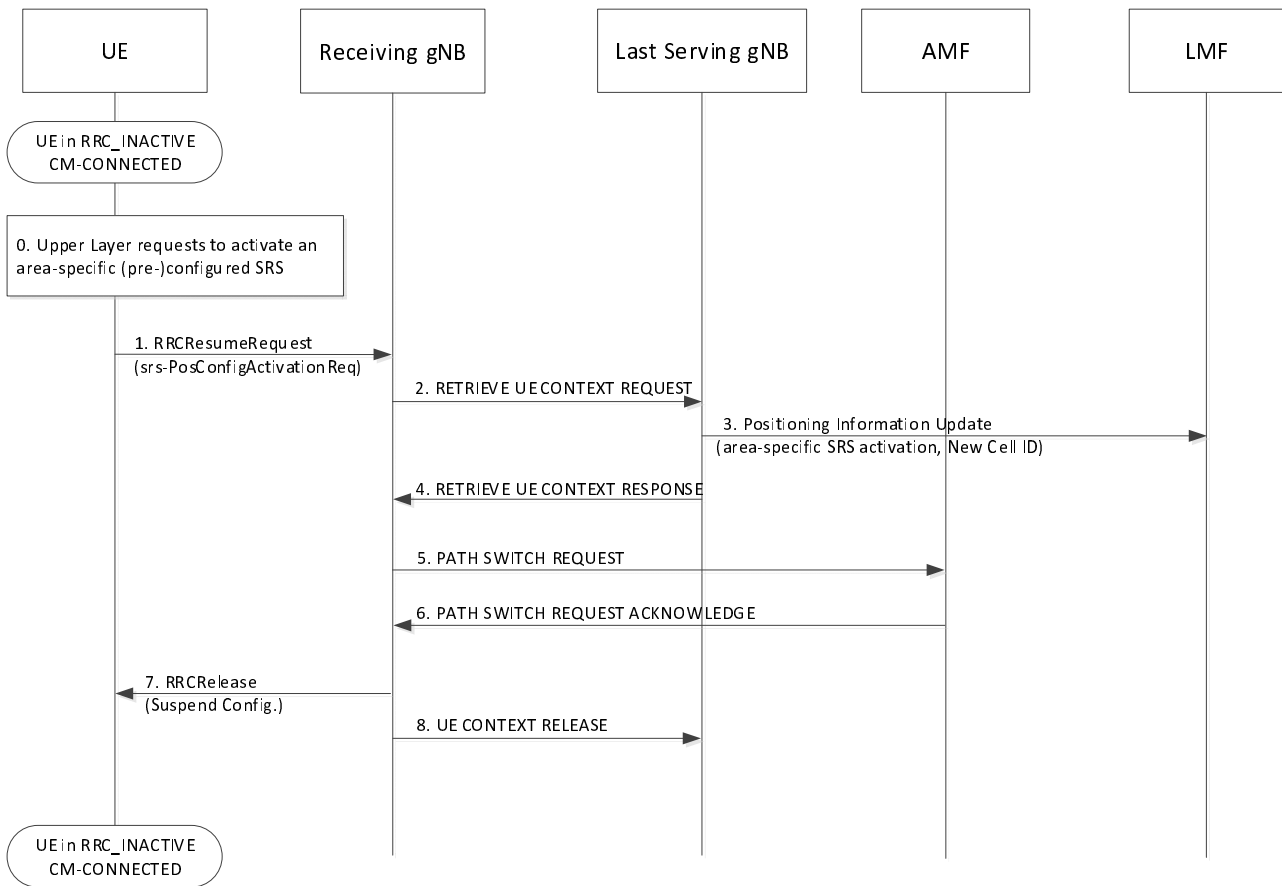 UE
Receiving gNB
Last Serving gNB
AMF
LMF
UE in RRC_INACTIVE
CM-CONNECTED
0. Upper Layer requests to activate an
area-specific (pre-)configured SRS
1. RRCResumeRequest
(srs-PosConfigActivationReq)
2. RETRIEVE UE CONTEXT REQUEST
3. Positioning Information Update
(area-specific SRS activation, New Cell ID)
4. RETRIEVE UE CONTEXT RESPONSE
5. PATH SWITCH REQUEST
6. PATH SWITCH REQUEST ACKNOWLEDGE
7. RRCRelease
(Suspend Config.)
8. UE CONTEXT RELEASE
UE in RRC_INACTIVE
CM-CONNECTED